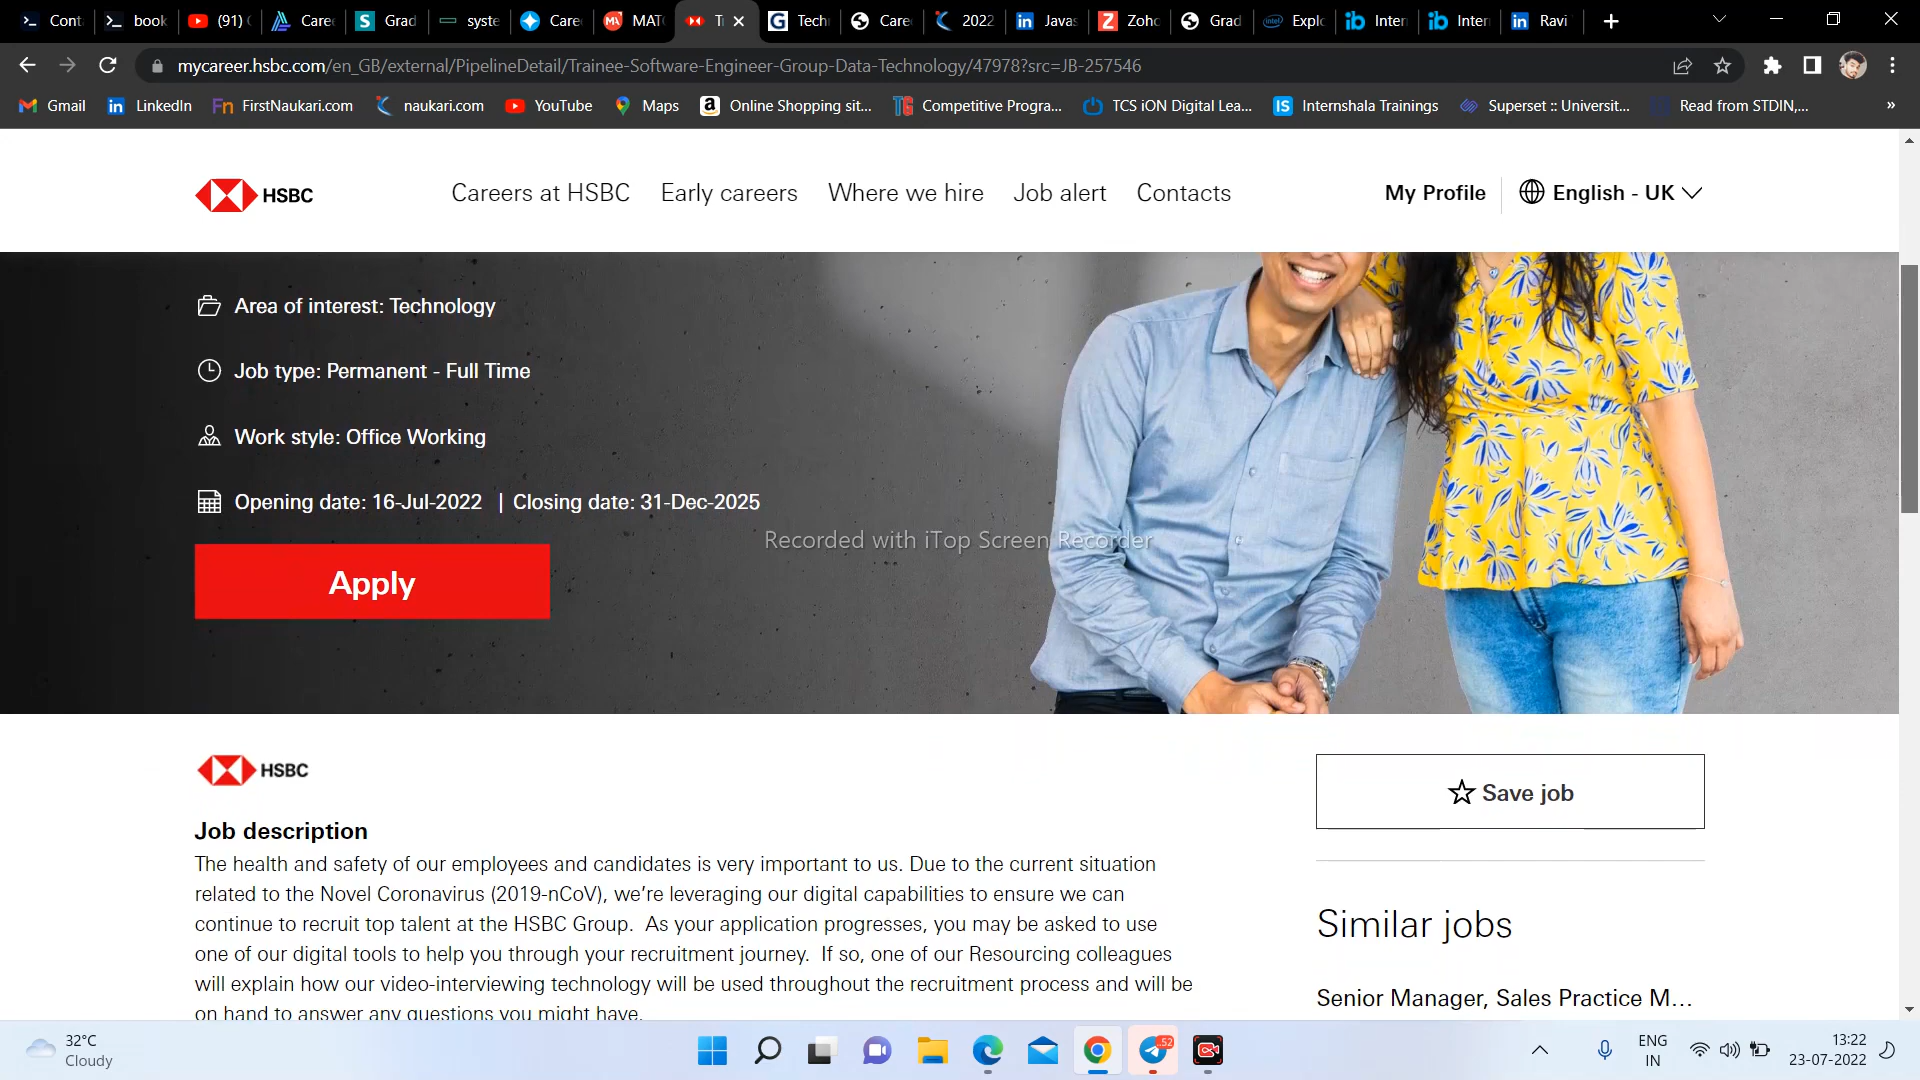 Cont
book
(91)
Caree
Grad
syste
Caree
MATC
Tr
Tech
Caree
2022
Javas
Zoho
Grad
Explo
Inter
Inter
Ravi
mycareer.hsbc.com/en_GB/external/PipelineDetail/Trainee-Software-Engineer-Group-Data-Technology/47978?src=JB-257546
Gmail
LinkedIn
FirstNaukari.com
naukari.com
YouTube
Maps
Online Shopping sit...
Competitive Progra...
TCS iON Digital Lea...
Internshala Trainings
Superset :: Universit...
Read from STDIN,...
»
HSBC
Careers at HSBC
Early careers
Where we hire
Job alert
Contacts
My Profile
English - UK
Area of interest: Technology
Job type: Permanent - Full Time
Work style: Office Working
Opening date: 16-Jul-2022 | Closing date: 31-Dec-2025
Recorded with iTop Screen Recorder
Apply
HSBC
Save job
Job description
The health and safety of our employees and candidates is very important to us. Due to the current situation
related to the Novel Coronavirus (2019-nCoV), we’re leveraging our digital capabilities to ensure we can
continue to recruit top talent at the HSBC Group. As your application progresses, you may be asked to use
one of our digital tools to help you through your recruitment journey. If so, one of our Resourcing colleagues
will explain how our video-interviewing technology will be used throughout the recruitment process and will be
on hand to answer any questions you might have.
Similar jobs
Senior Manager, Sales Practice M...
32°C
Cloudy
52
ENG
IN
13:22
23-07-2022